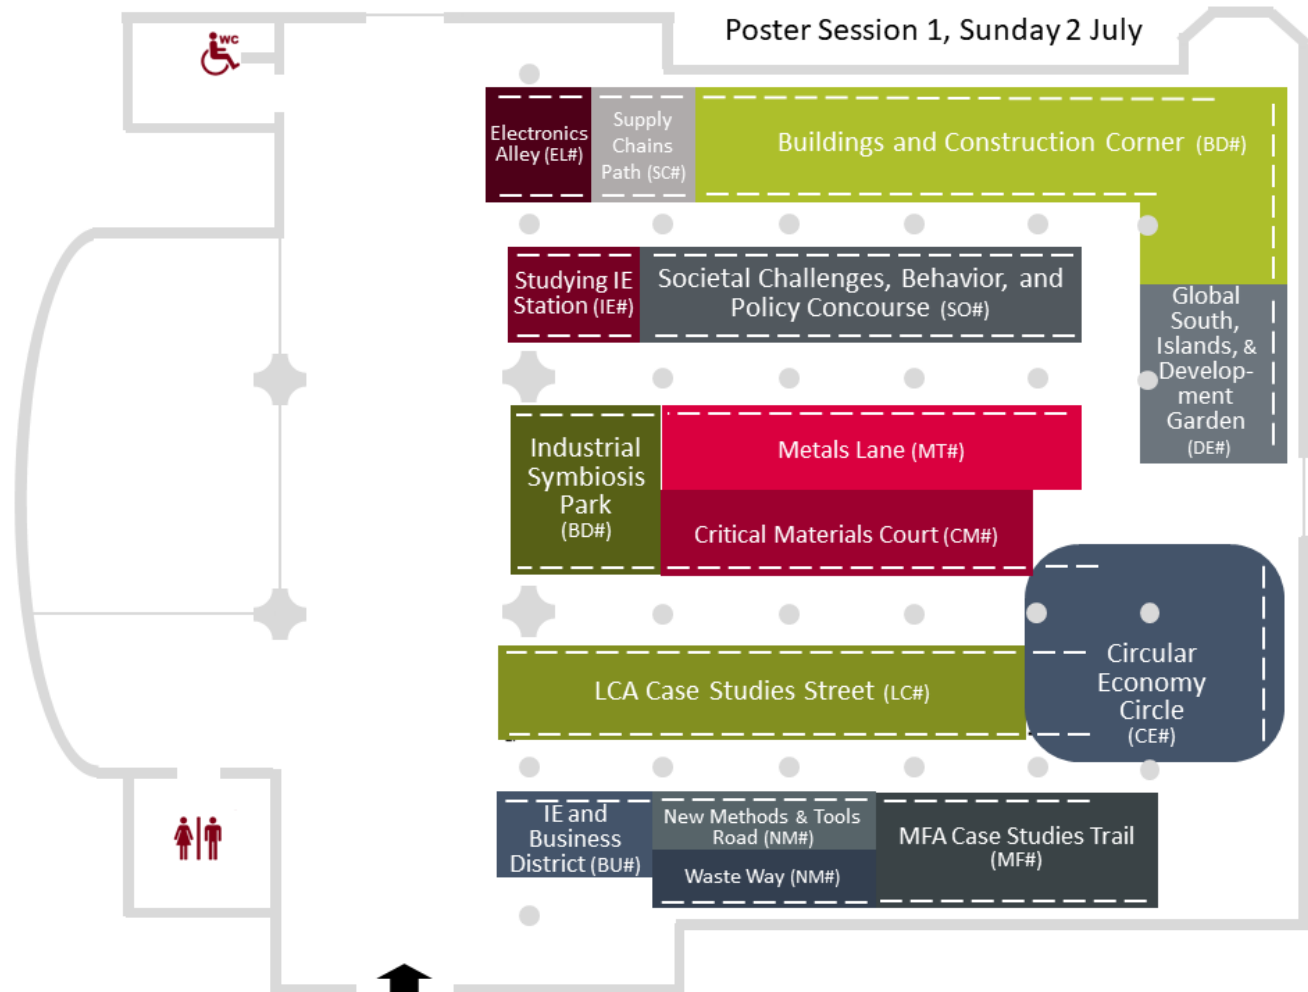 Poster Session 1, Sunday 2 July
WC
Electronics
Alley (EL#)
Supply
Chains
Path (SC#)
Buildings and Construction Corner (BD#)
Studying IE
Station (IE#)
Societal Challenges, Behavior, and
Policy Concourse (SO#)
Global
South,
Islands, &
Develop-
ment
Garden
(DE#)
Industrial
Symbiosis
Park
(BD#)
Metals Lane (MT#)
Critical Materials Court (CM#)
LCA Case Studies Street (LC#)
Circular
Economy
Circle
(CE#)
IE and
Business
District (BU#)
New Methods & Tools
Road (NM#)
Waste Way (NM#)
MFA Case Studies Trail
(MF#)